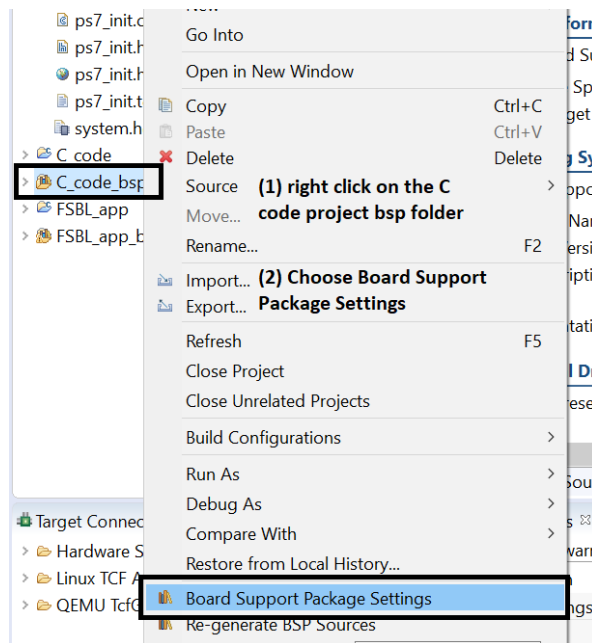 ps7_init.c
ps7_init.h
ps7_init.h
ps7_init.t
system.h
C_code
C_code_bsp
FSBL_app
FSBL_app_b
Go Into
Open in New Window
Copy Ctrl+C
Paste Ctrl+V
Delete Delete
Source
(1) right click on the C
code project bsp folder
Move...
Rename... F2
Import...
(2) Choose Board Support
Package Settings
Export...
Refresh F5
Close Project
Close Unrelated Projects
Build Configurations
Run As
Debug As
Compare With
Restore from Local History...
Board Support Package Settings
Re-generate BSP Sources
Target Connec
Hardware S
Linux TCF A
QEMU TcfG